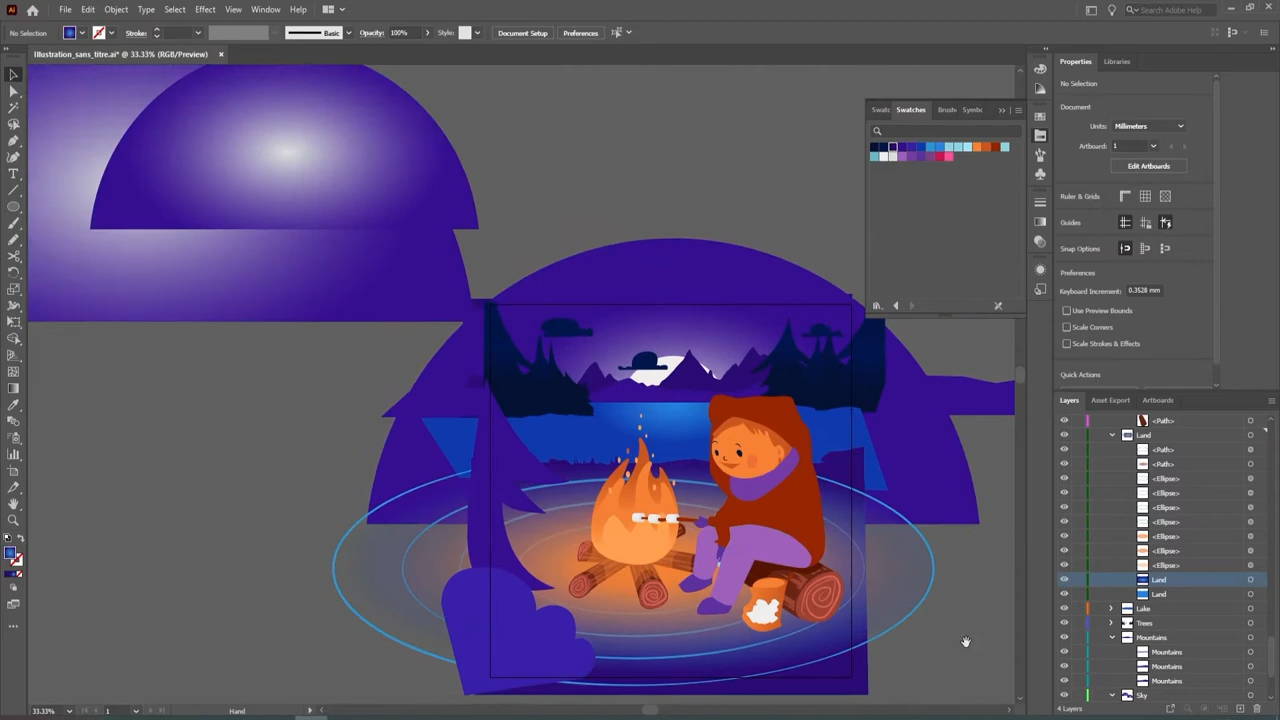 Ai File Edit Object Type Select Effect View Window Help Search Adobe Help
No Selection Stroke: Basic Opacity: 100% Style: Document Setup Preferences
Illustration_sans_titre.ai* @ 33.33% (RGB/Preview) ×
Properties Libraries
No Selection
Document
Units: Millimeters
Artboard: 1
Edit Artboards
Ruler & Grids
Guides
Snap Options
Preferences
Keyboard Increment: 0.3528 mm
Use Preview Bounds
Scale Corners
Scale Strokes & Effects
Quick Actions
Swatc Swatches Brush Symbc
Layers Asset Export Artboards
<Path>
Land
<Path>
<Path>
<Ellipse>
<Ellipse>
<Ellipse>
<Ellipse>
<Ellipse>
<Ellipse>
<Ellipse>
Land
Land
Lake
Trees
Mountains
Mountains
Mountains
Mountains
Sky
4 Layers
33.33% 1 Hand